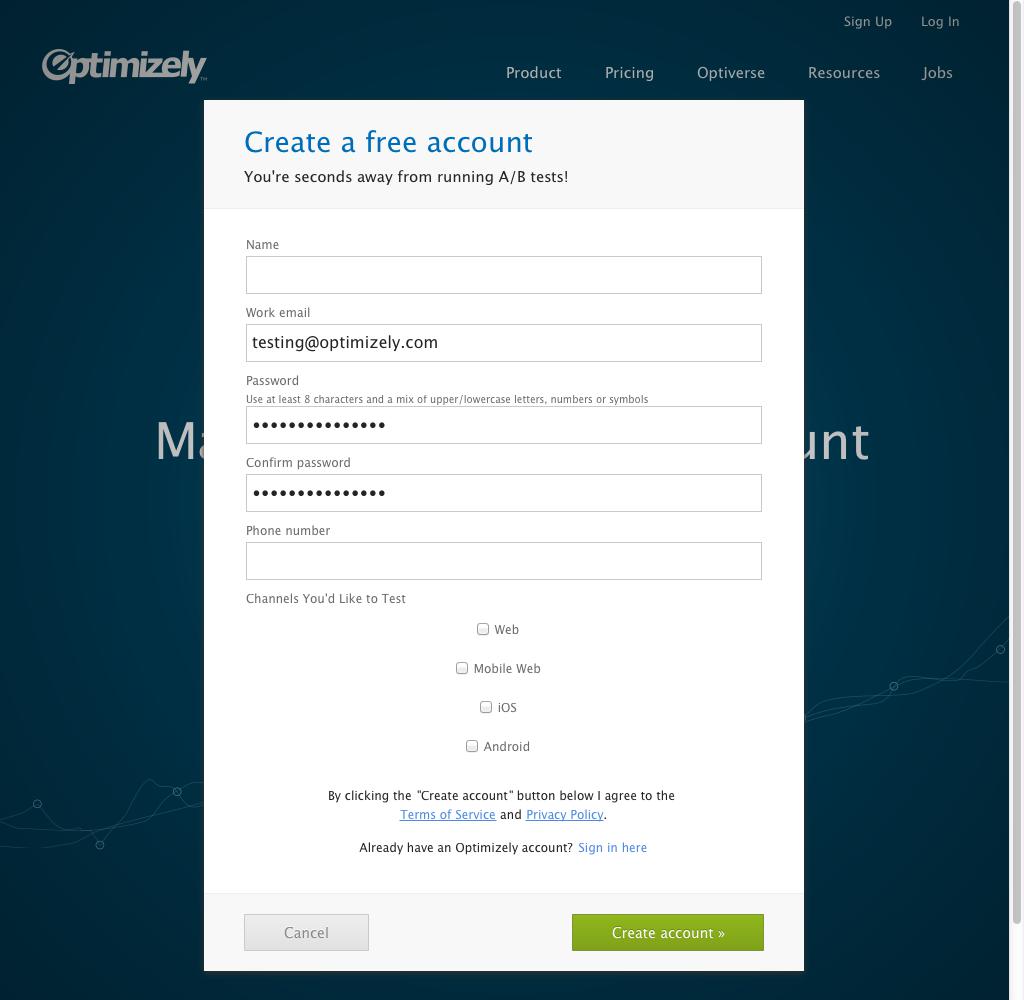 Sign Up Log In
Optimizely™
Product Pricing Optiverse Resources Jobs
Create a free account
You're seconds away from running A/B tests!
Name
Work email
testing@optimizely.com
Password
Use at least 8 characters and a mix of upper/lowercase letters, numbers or symbols
•••••••••••••••
Confirm password
•••••••••••••••
Phone number
Channels You'd Like to Test
Web
Mobile Web
iOS
Android
By clicking the "Create account" button below I agree to the
Terms of Service and Privacy Policy.
Already have an Optimizely account? Sign in here
Cancel
Create account »